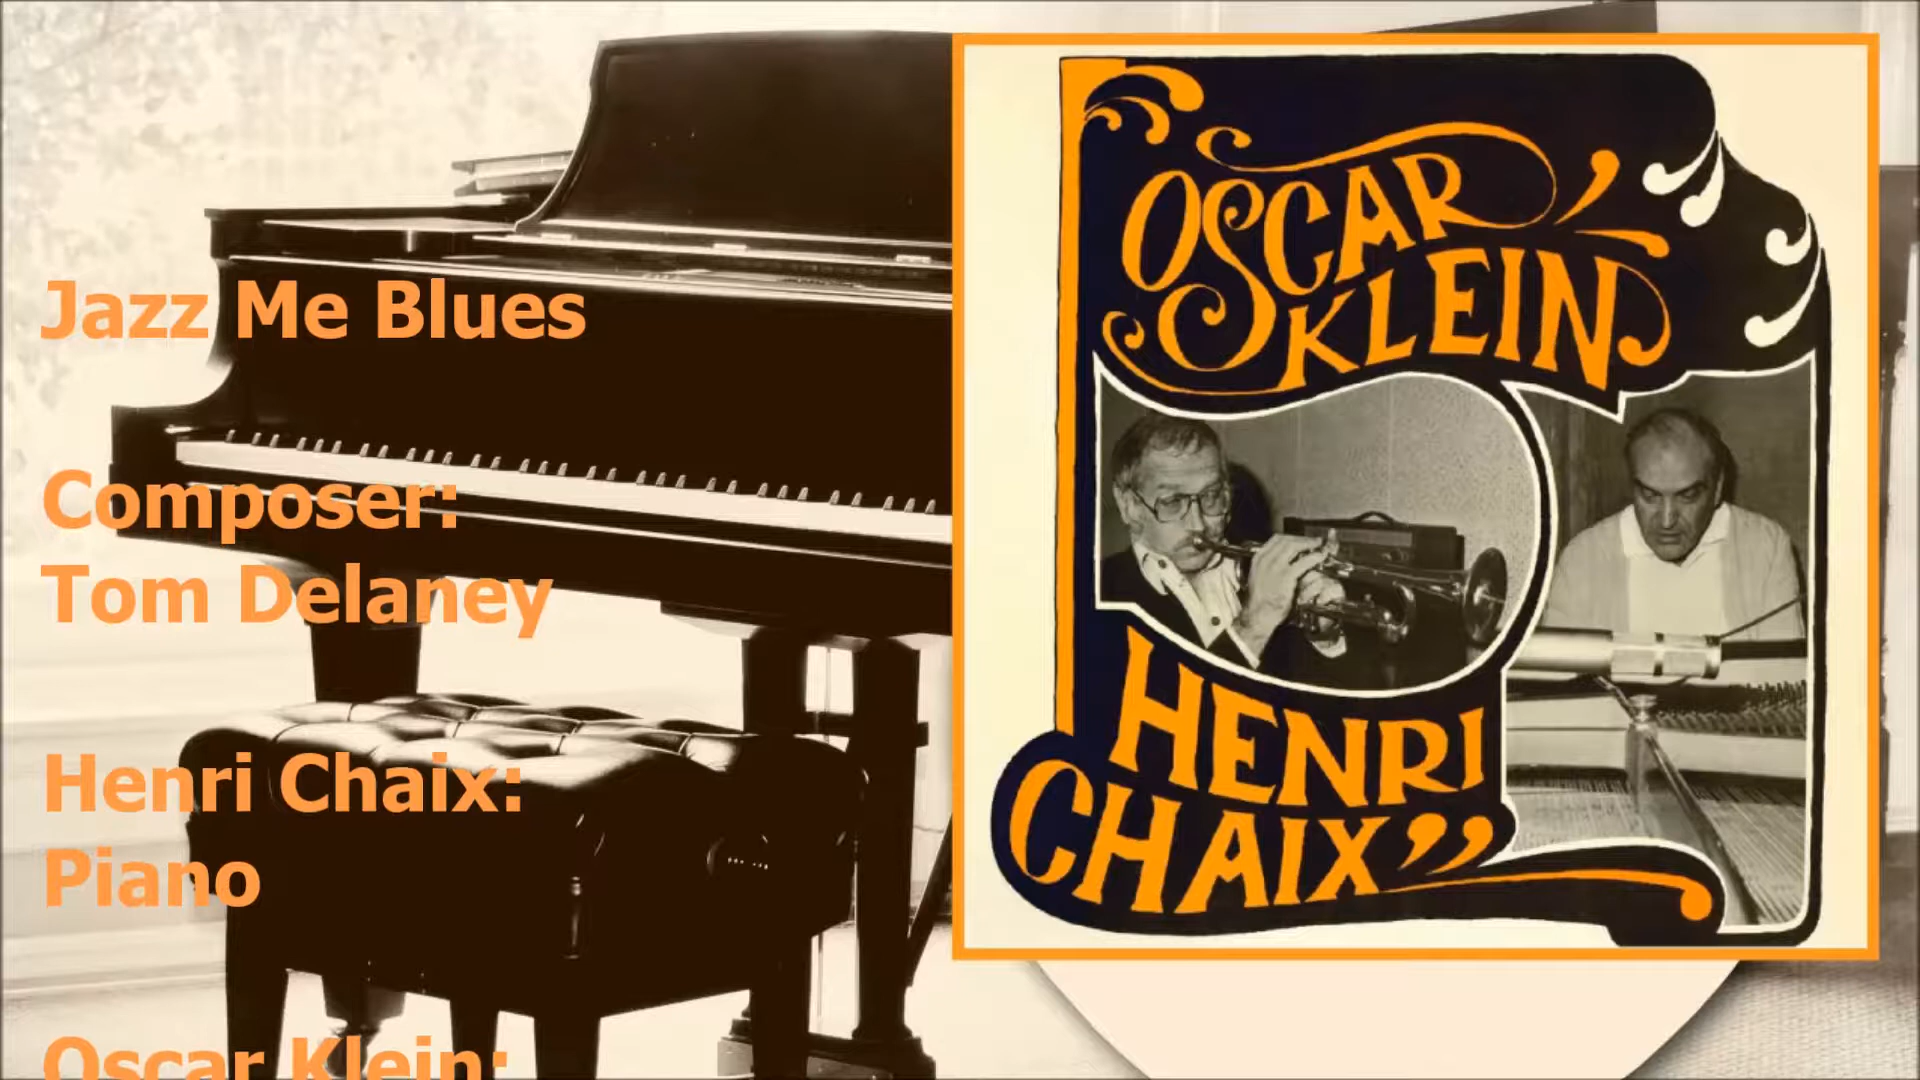 Jazz Me Blues
Composer:
Tom Delaney
Henri Chaix:
Piano
Oscar Klein:
OSCAR
KLEIN
HENRI
CHAIX